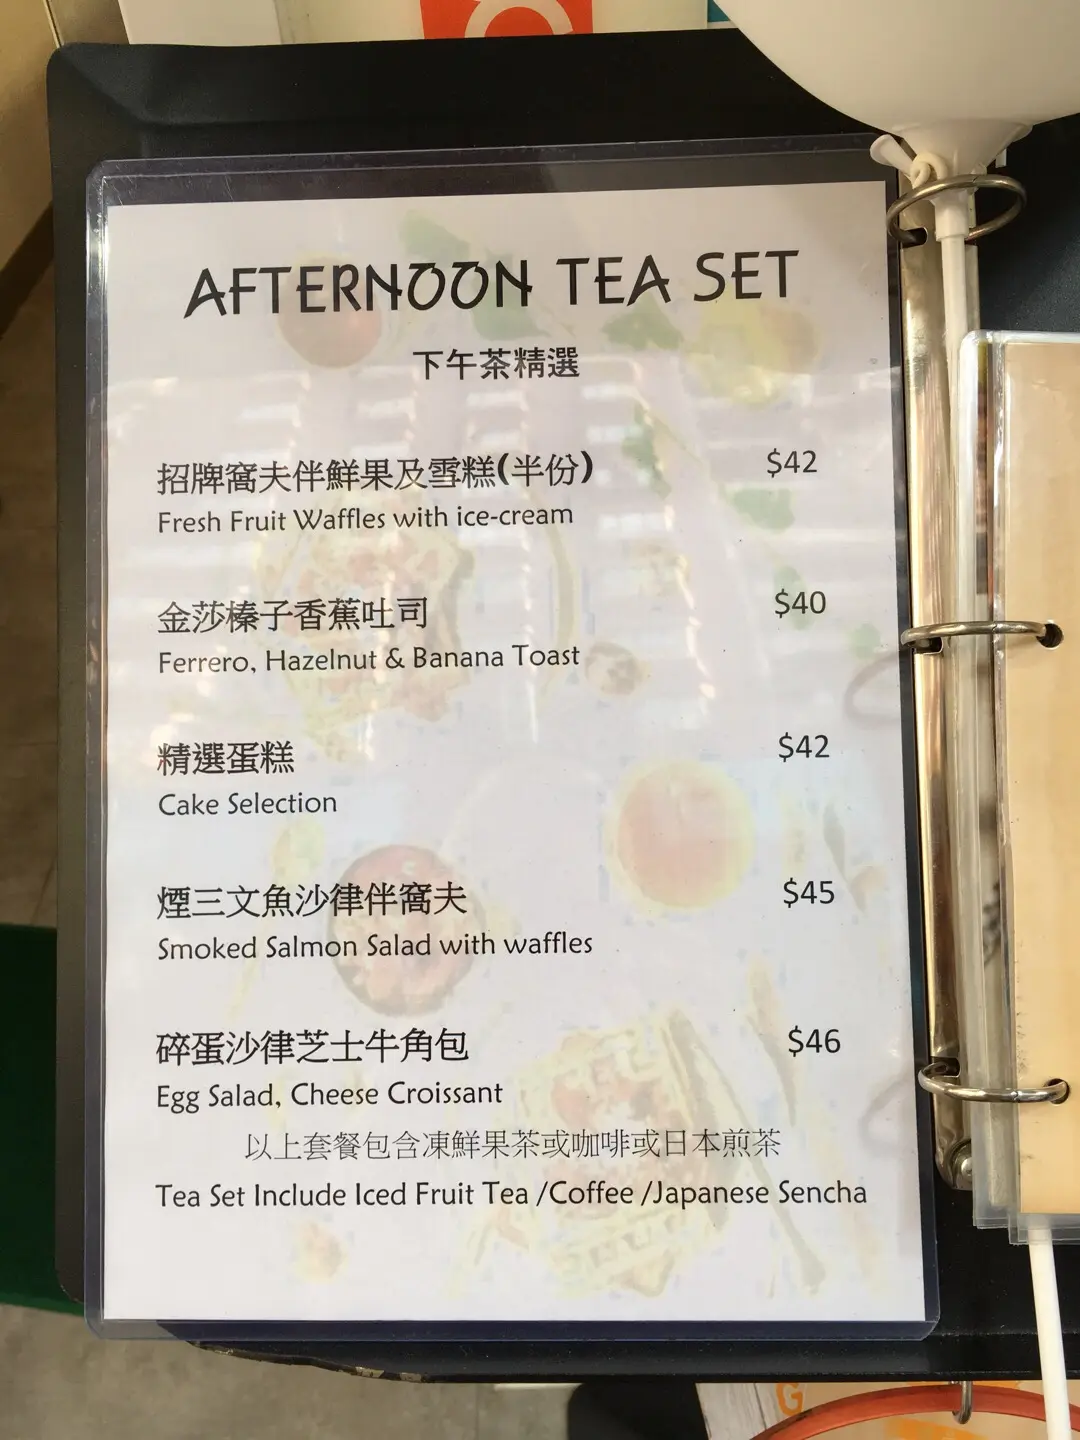 AFTERNOON TEA SET
下午茶精選
招牌窩夫伴鮮果及雪糕(半份) $42
Fresh Fruit Waffles with ice-cream
金莎榛子香蕉吐司 $40
Ferrero, Hazelnut & Banana Toast
精選蛋糕 $42
Cake Selection
煙三文魚沙律伴窩夫 $45
Smoked Salmon Salad with waffles
碎蛋沙律芝士牛角包 $46
Egg Salad, Cheese Croissant
以上套餐包含凍鮮果茶或咖啡或日本煎茶
Tea Set Include Iced Fruit Tea /Coffee /Japanese Sencha
G